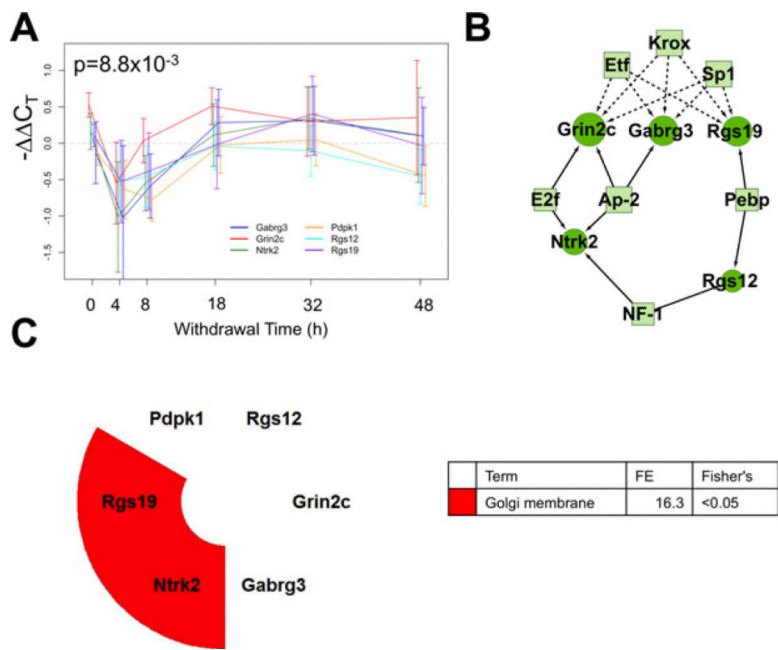 A
p=8.8x10-3
-ΔΔCT
1.0
0.5
0.0
-0.5
-1.0
-1.5
Gabrg3
Grin2c
Ntrk2
Pdpk1
Rgs12
Rgs19
0 4 8 18 32 48
Withdrawal Time (h)
B
Krox
Etf
Sp1
Grin2c Gabrg3 Rgs19
E2f Ap-2 Pebp
Ntrk2
Rgs12
NF-1
C
Pdpk1 Rgs12
Rgs19 Grin2c
Ntrk2 Gabrg3
Term FE Fisher's
Golgi membrane 16.3 <0.05